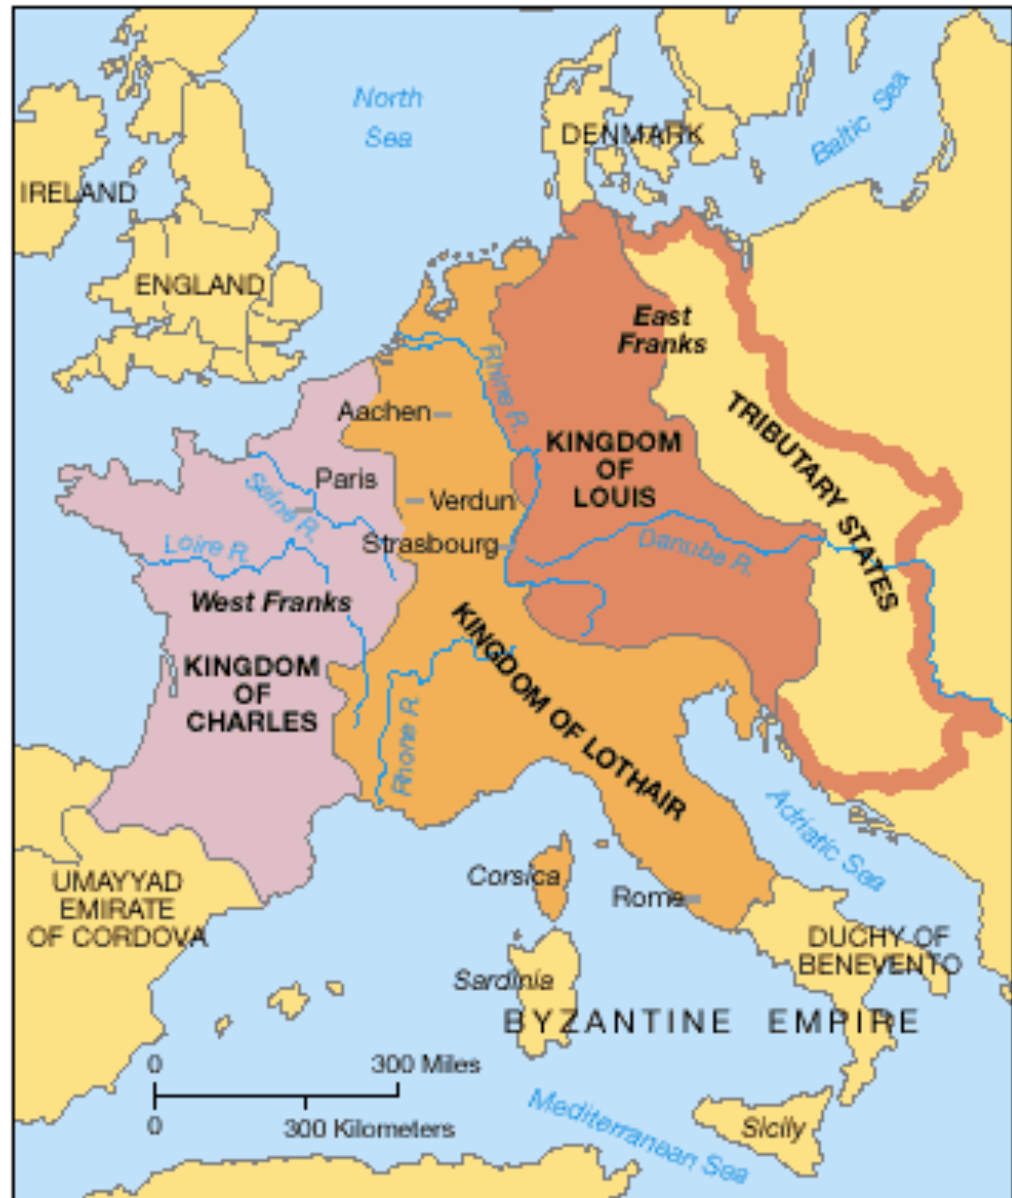 North
Sea
Baltic Sea
DENMARK
IRELAND
ENGLAND
East
Franks
Rhine R.
Aachen
TRIBUTARY STATES
KINGDOM
OF
LOUIS
Paris
Seine R.
Verdun
Strasbourg
Loire R.
Danube R.
West Franks
KINGDOM
OF
CHARLES
KINGDOM OF LOTHAIR
Rhone R.
Adriatic Sea
Corsica
Rome
UMAYYAD
EMIRATE
OF CORDOVA
DUCHY OF
BENEVENTO
Sardinia
BYZANTINE EMPIRE
0 300 Miles
0 300 Kilometers
Mediterranean Sea
Sicily